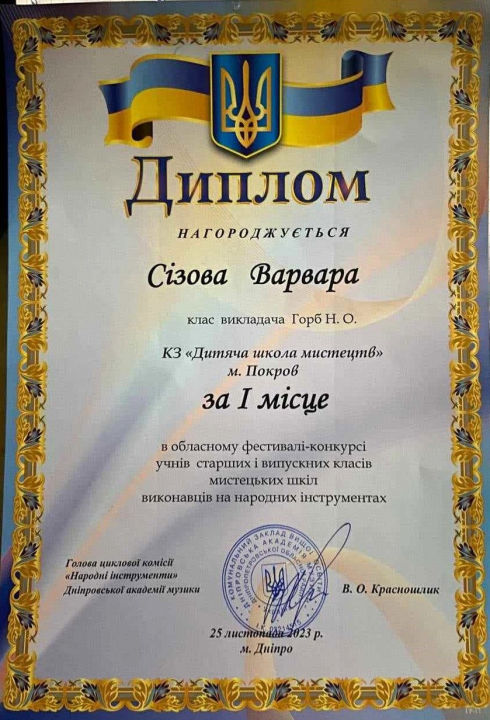 Диплом
НАГОРОДЖУЄТЬСЯ
Сізова Варвара
клас викладача Горб Н. О.
КЗ «Дитяча школа мистецтв»
м. Покров
за І місце
в обласному фестивалі-конкурсі
учнів старших і випускних класів
мистецьких шкіл
виконавців на народних інструментах
Голова циклової комісії
«Народні інструменти»
Дніпровської академії музики
В. О. Красношлик
25 листопада 2023 р.
м. Дніпро